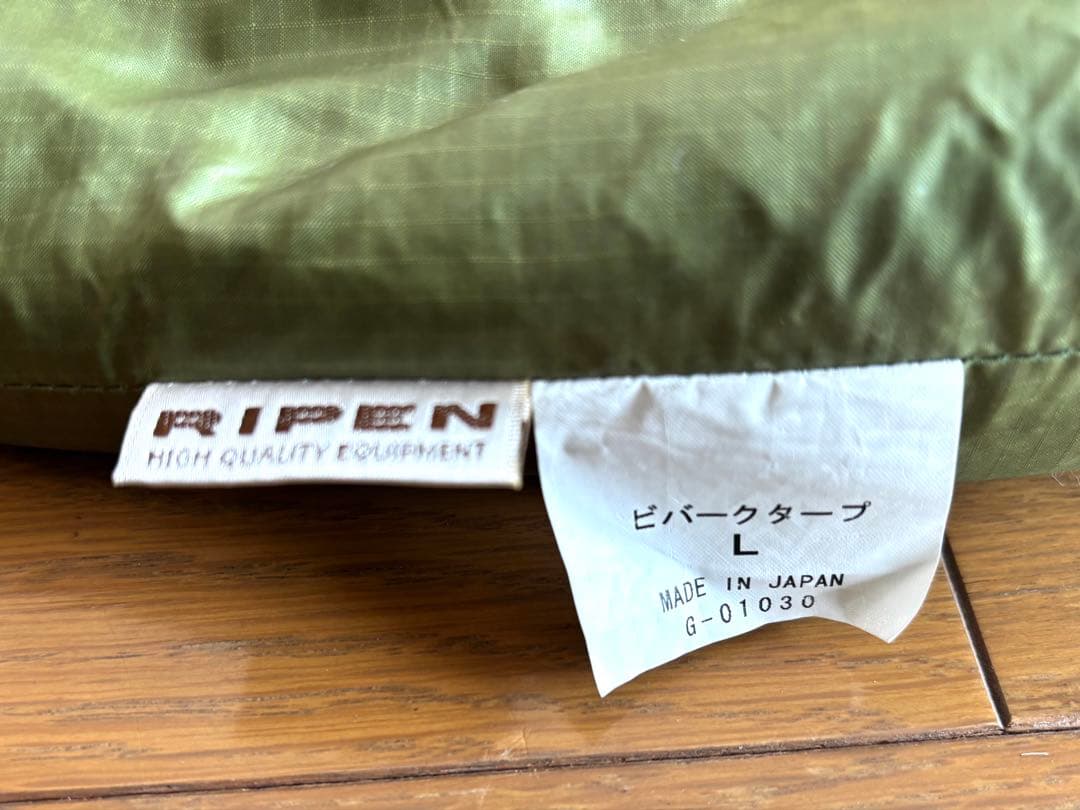 RIPEN
HIGH QUALITY EQUIPMENT
ビバークタープ
L
MADE IN JAPAN
G-01030